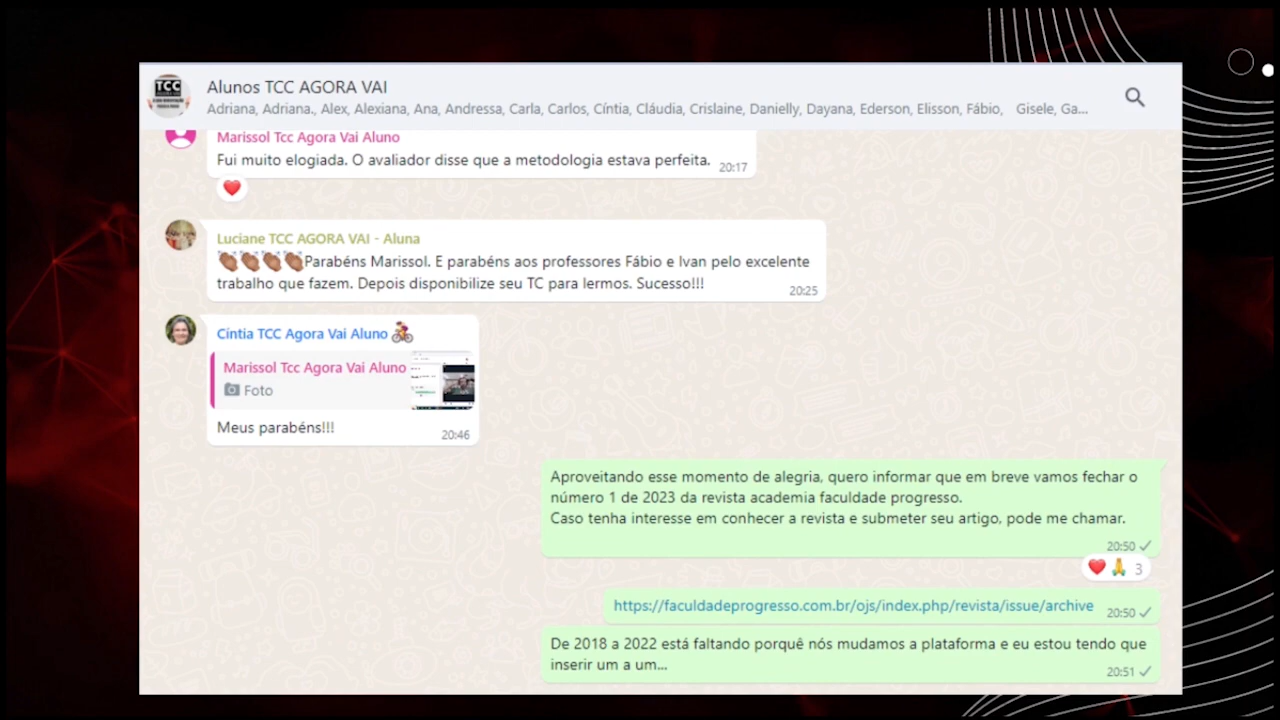 TCC
Alunos TCC AGORA VAI
Adriana, Adriana., Alex, Alexiana, Ana, Andressa, Carla, Carlos, Cíntia, Cláudia, Crislaine, Danielly, Dayana, Ederson, Elisson, Fábio, Gisele, Ga...
Marissol Tcc Agora Vai Aluno
Fui muito elogiada. O avaliador disse que a metodologia estava perfeita. 20:17
Luciane TCC AGORA VAI - Aluna
👏🏾👏🏾👏🏾👏🏾Parabéns Marissol. E parabéns aos professores Fábio e Ivan pelo excelente
trabalho que fazem. Depois disponibilize seu TC para lermos. Sucesso!!! 20:25
Cíntia TCC Agora Vai Aluno
Marissol Tcc Agora Vai Aluno
Foto
Meus parabéns!!! 20:46
Aproveitando esse momento de alegria, quero informar que em breve vamos fechar o
número 1 de 2023 da revista academia faculdade progresso.
Caso tenha interesse em conhecer a revista e submeter seu artigo, pode me chamar.
20:50
3
https://faculdadeprogresso.com.br/ojs/index.php/revista/issue/archive 20:50
De 2018 a 2022 está faltando porquê nós mudamos a plataforma e eu estou tendo que
inserir um a um... 20:51